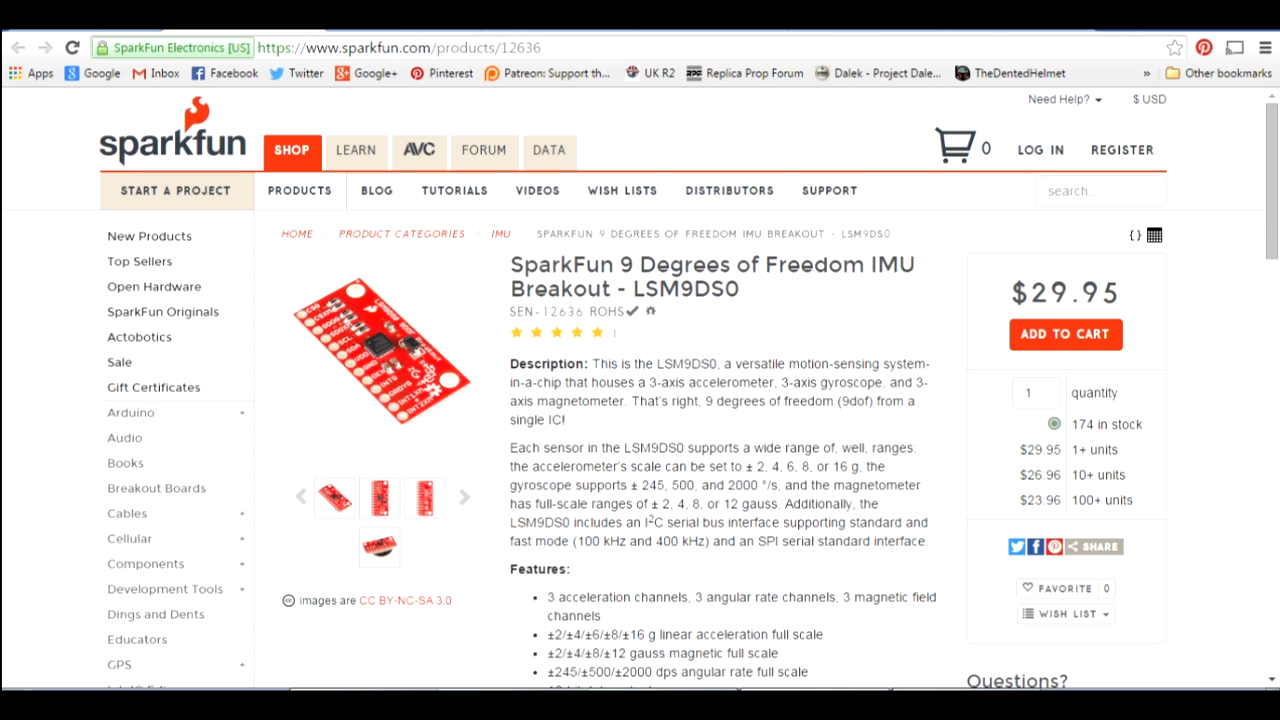 SparkFun Electronics [US] https://www.sparkfun.com/products/12636
Apps Google Inbox Facebook Twitter Google+ Pinterest Patreon: Support th... UK R2 Replica Prop Forum Dalek - Project Dale... TheDentedHelmet » Other bookmarks
Need Help? $ USD
sparkfun SHOP LEARN AVC FORUM DATA 0 LOG IN REGISTER
START A PROJECT PRODUCTS BLOG TUTORIALS VIDEOS WISH LISTS DISTRIBUTORS SUPPORT search...
New Products
Top Sellers
Open Hardware
SparkFun Originals
Actobotics
Sale
Gift Certificates
Arduino +
Audio
Books
Breakout Boards
Cables +
Cellular +
Components +
Development Tools +
Dings and Dents
Educators
GPS +
HOME / PRODUCT CATEGORIES / IMU / SPARKFUN 9 DEGREES OF FREEDOM IMU BREAKOUT - LSM9DS0
{ }
SparkFun 9 Degrees of Freedom IMU
Breakout - LSM9DS0
SEN-12636 ROHS
1
Description: This is the LSM9DS0, a versatile motion-sensing system-
in-a-chip that houses a 3-axis accelerometer, 3-axis gyroscope, and 3-
axis magnetometer. That's right, 9 degrees of freedom (9dof) from a
single IC!
Each sensor in the LSM9DS0 supports a wide range of, well, ranges:
the accelerometer's scale can be set to ± 2, 4, 6, 8, or 16 g, the
gyroscope supports ± 245, 500, and 2000 °/s, and the magnetometer
has full-scale ranges of ± 2, 4, 8, or 12 gauss. Additionally, the
LSM9DS0 includes an I2C serial bus interface supporting standard and
fast mode (100 kHz and 400 kHz) and an SPI serial standard interface.
Features:
• 3 acceleration channels, 3 angular rate channels, 3 magnetic field
channels
• ±2/±4/±6/±8/±16 g linear acceleration full scale
• ±2/±4/±8/±12 gauss magnetic full scale
• ±245/±500/±2000 dps angular rate full scale
images are CC BY-NC-SA 3.0
$29.95
ADD TO CART
1 quantity
174 in stock
$29.95 1+ units
$26.96 10+ units
$23.96 100+ units
SHARE
FAVORITE 0
WISH LIST
Questions?